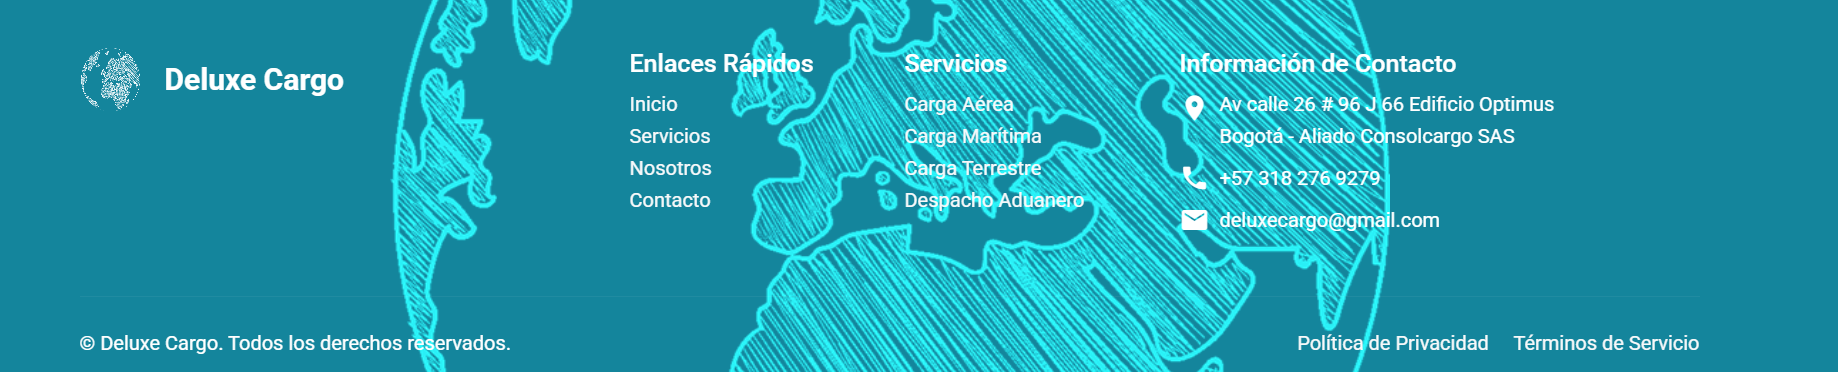 Deluxe Cargo
Enlaces Rápidos
Inicio
Servicios
Nosotros
Contacto
Servicios
Carga Aérea
Carga Marítima
Carga Terrestre
Despacho Aduanero
Información de Contacto
Av calle 26 # 96 J 66 Edificio Optimus
Bogotá - Aliado Consolcargo SAS
+57 318 276 9279
deluxecargo@gmail.com
© Deluxe Cargo. Todos los derechos reservados.
Política de Privacidad
Términos de Servicio